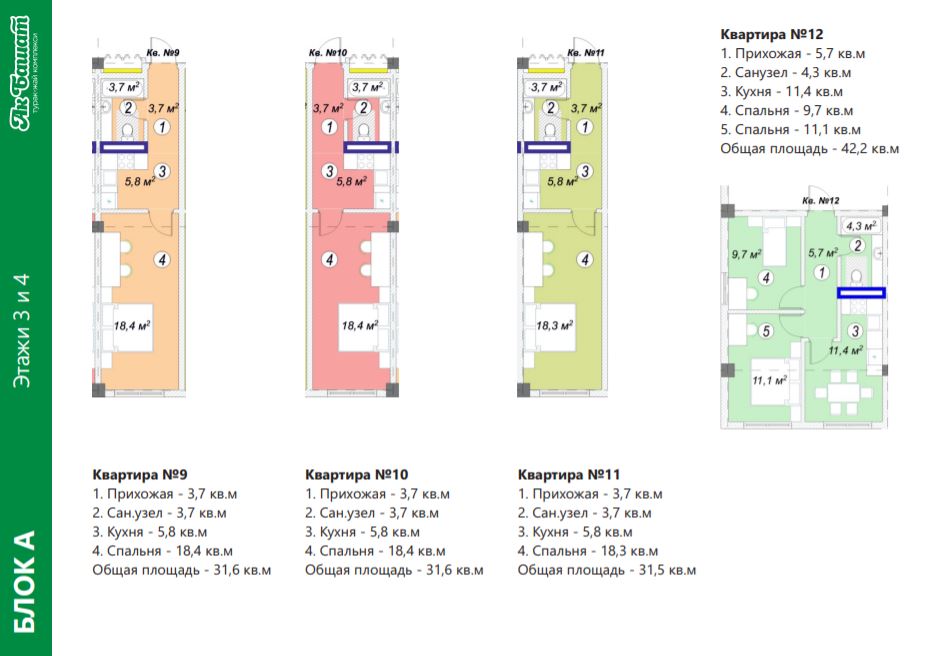 Ак-Башат
турак-жай комплекси
Этажи 3 и 4
БЛОК А
Кв. №9
3,7 м²
2
3,7 м²
1
3
5,8 м²
4
18,4 м²
Кв. №10
3,7 м²
3,7 м²
2
1
3
5,8 м²
4
18,4 м²
Кв. №11
3,7 м²
2
3,7 м²
1
3
5,8 м²
4
18,3 м²
Квартира №12
1. Прихожая - 5,7 кв.м
2. Санузел - 4,3 кв.м
3. Кухня - 11,4 кв.м
4. Спальня - 9,7 кв.м
5. Спальня - 11,1 кв.м
Общая площадь - 42,2 кв.м
Кв. №12
4,3 м²
9,7 м²
5,7 м²
2
4
1
5
3
11,4 м²
11,1 м²
Квартира №9
1. Прихожая - 3,7 кв.м
2. Сан.узел - 3,7 кв.м
3. Кухня - 5,8 кв.м
4. Спальня - 18,4 кв.м
Общая площадь - 31,6 кв.м
Квартира №10
1. Прихожая - 3,7 кв.м
2. Сан.узел - 3,7 кв.м
3. Кухня - 5,8 кв.м
4. Спальня - 18,4 кв.м
Общая площадь - 31,6 кв.м
Квартира №11
1. Прихожая - 3,7 кв.м
2. Сан.узел - 3,7 кв.м
3. Кухня - 5,8 кв.м
4. Спальня - 18,3 кв.м
Общая площадь - 31,5 кв.м